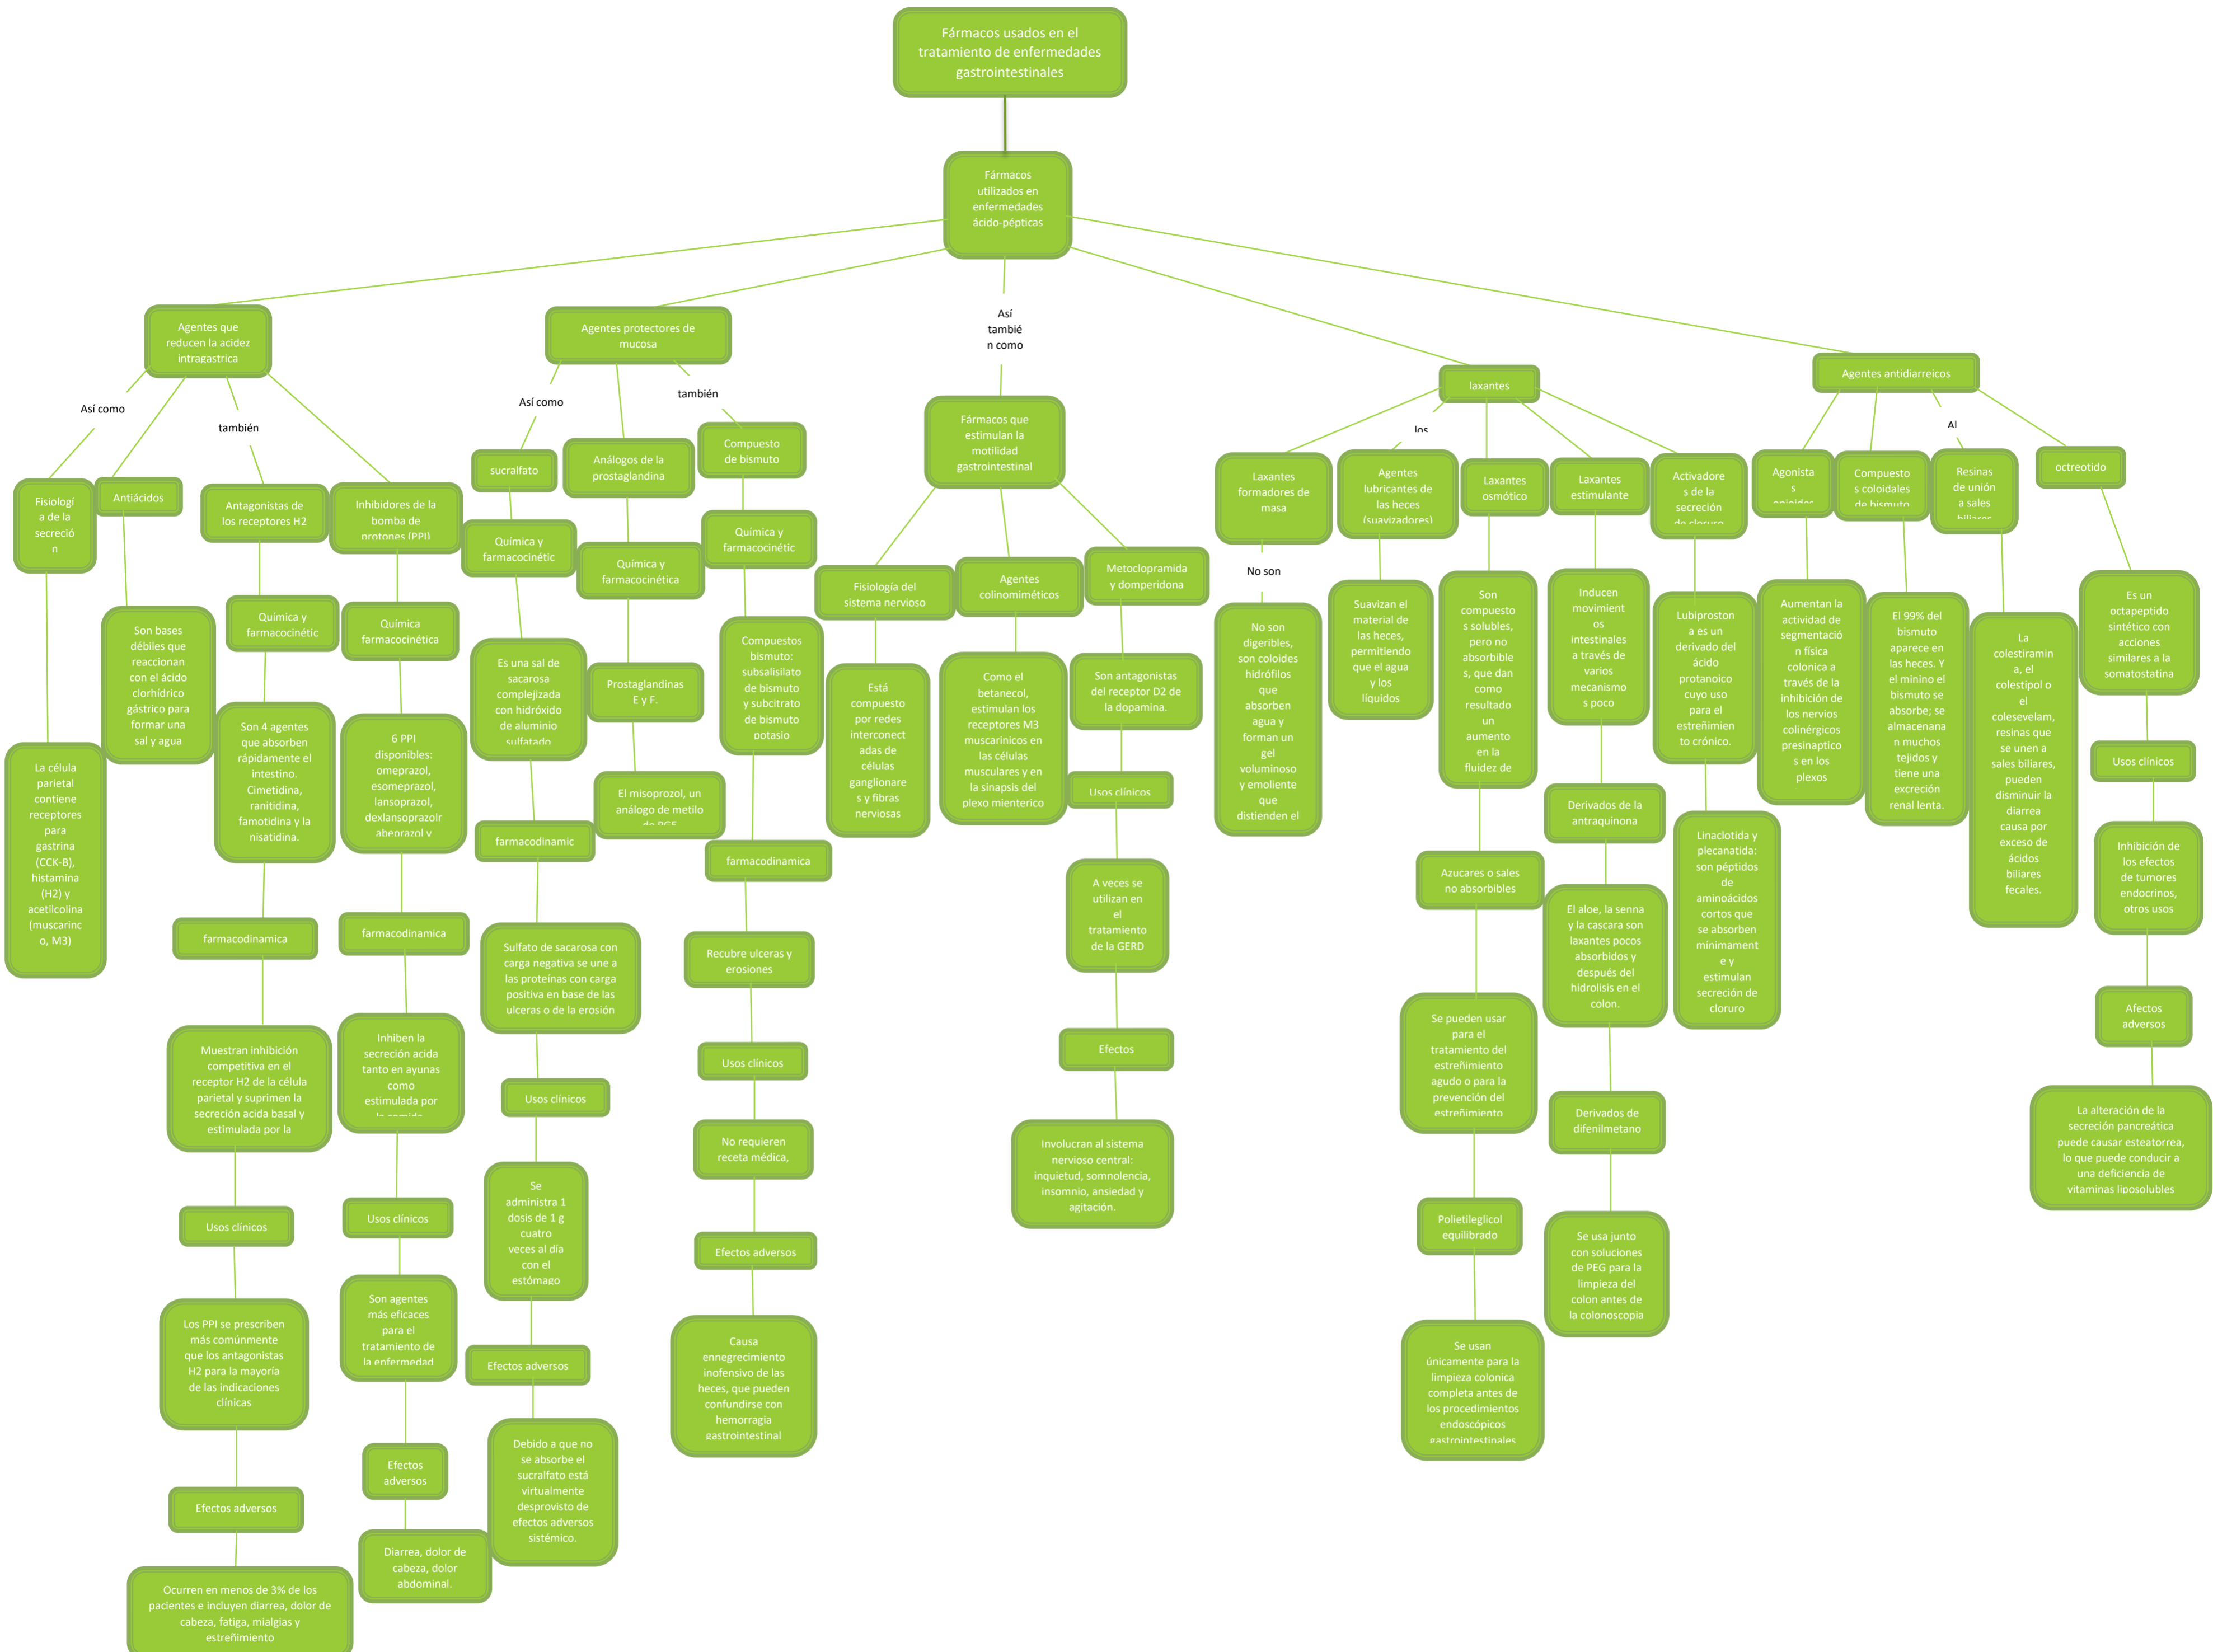 Fármacos usados en el
tratamiento de enfermedades
gastrointestinales
Fármacos
utilizados en
enfermedades
ácido-pépticas
Agentes que
reducen la acidez
intragastrica
Así como
también
Fisiologí
a de la
secreció
n
La célula
parietal
contiene
receptores
para
gastrina
(CCK-B),
histamina
(H2) y
acetilcolina
(muscarinc
o, M3)
Antiácidos
Son bases
débiles que
reaccionan
con el ácido
clorhídrico
gástrico para
formar una
sal y agua
Antagonistas de
los receptores H2
Química y
farmacocinétic
Son 4 agentes
que absorben
rápidamente el
intestino.
Cimetidina,
ranitidina,
famotidina y la
nisatidina.
farmacodinamica
Muestran inhibición
competitiva en el
receptor H2 de la célula
parietal y suprimen la
secreción acida basal y
estimulada por la
Usos clínicos
Los PPI se prescriben
más comúnmente
que los antagonistas
H2 para la mayoría
de las indicaciones
clínicas
Efectos adversos
Ocurren en menos de 3% de los
pacientes e incluyen diarrea, dolor de
cabeza, fatiga, mialgias y
estreñimiento
Inhibidores de la
bomba de
protones (PPI)
Química
farmacocinética
6 PPI
disponibles:
omeprazol,
esomeprazol,
lansoprazol,
dexlansoprazolr
abeprazol y
farmacodinamica
Inhiben la
secreción acida
tanto en ayunas
como
estimulada por
la comida
Usos clínicos
Son agentes
más eficaces
para el
tratamiento de
la enfermedad
Efectos
adversos
Diarrea, dolor de
cabeza, dolor
abdominal.
Agentes protectores de
mucosa
Así como
también
sucralfato
Química y
farmacocinétic
Es una sal de
sacarosa
complejizada
con hidróxido
de aluminio
sulfatado
farmacodinamic
Sulfato de sacarosa con
carga negativa se une a
las proteínas con carga
positiva en base de las
ulceras o de la erosión
Usos clínicos
Se
administra 1
dosis de 1 g
cuatro
veces al día
con el
estómago
Efectos adversos
Debido a que no
se absorbe el
sucralfato está
virtualmente
desprovisto de
efectos adversos
sistémico.
Análogos de la
prostaglandina
Química y
farmacocinética
Prostaglandinas
E y F.
El misoprozol, un
análogo de metilo
Compuesto
de bismuto
Química y
farmacocinétic
Compuestos
bismuto:
subsalisilato
de bismuto
y subcitrato
de bismuto
potasio
farmacodinamica
Recubre ulceras y
erosiones
Usos clínicos
No requieren
receta médica,
Efectos adversos
Causa
ennegrecimiento
inofensivo de las
heces, que pueden
confundirse con
hemorragia
gastrointestinal
Así
tambié
n como
Fármacos que
estimulan la
motilidad
gastrointestinal
Fisiología del
sistema nervioso
Está
compuesto
por redes
interconect
adas de
células
ganglionare
s y fibras
nerviosas
Agentes
colinomiméticos
Como el
betanecol,
estimulan los
receptores M3
muscarinicos en
las células
musculares y en
la sinapsis del
plexo mienterico
Metoclopramida
y domperidona
Son antagonistas
del receptor D2 de
la dopamina.
Usos clínicos
A veces se
utilizan en
el
tratamiento
de la GERD
Efectos
Involucran al sistema
nervioso central:
inquietud, somnolencia,
insomnio, ansiedad y
agitación.
laxantes
los
Laxantes
formadores de
masa
No son
No son
digeribles,
son coloides
hidrófilos
que
absorben
agua y
forman un
gel
voluminoso
y emoliente
que
distienden el
Agentes
lubricantes de
las heces
(suavizadores)
Suavizan el
material de
las heces,
permitiendo
que el agua
y los
líquidos
Laxantes
osmótico
Son
compuesto
s solubles,
pero no
absorbible
s, que dan
como
resultado
un
aumento
en la
fluidez de
Azucares o sales
no absorbibles
Se pueden usar
para el
tratamiento del
estreñimiento
agudo o para la
prevención del
estreñimiento
Polietileglicol
equilibrado
Se usan
únicamente para la
limpieza colonica
completa antes de
los procedimientos
endoscópicos
gastrointestinales
Laxantes
estimulante
Inducen
movimient
os
intestinales
a través de
varios
mecanismo
s poco
Derivados de la
antraquinona
El aloe, la senna
y la cascara son
laxantes pocos
absorbidos y
después del
hidrolisis en el
colon.
Derivados de
difenilmetano
Se usa junto
con soluciones
de PEG para la
limpieza del
colon antes de
la colonoscopia
Activadore
s de la
secreción
de cloruro
Lubiproston
a es un
derivado del
ácido
protanoico
cuyo uso
para el
estreñimien
to crónico.
Linaclotida y
plecanatida:
son péptidos
de
aminoácidos
cortos que
se absorben
mínimament
e y
estimulan
secreción de
cloruro
Agentes antidiarreicos
Al
Agonista
s
opioides
Aumentan la
actividad de
segmentació
n física
colonica a
través de la
inhibición de
los nervios
colinérgicos
presinaptico
s en los
plexos
Compuesto
s coloidales
de bismuto
El 99% del
bismuto
aparece en
las heces. Y
el minino el
bismuto se
absorbe; se
almacenana
n muchos
tejidos y
tiene una
excreción
renal lenta.
Resinas
de unión
a sales
biliares
La
colestiramin
a, el
colestipol o
el
colesevelam,
resinas que
se unen a
sales biliares,
pueden
disminuir la
diarrea
causa por
exceso de
ácidos
biliares
fecales.
octreotido
Es un
octapeptido
sintético con
acciones
similares a la
somatostatina
Usos clínicos
Inhibición de
los efectos
de tumores
endocrinos,
otros usos
Afectos
adversos
La alteración de la
secreción pancreática
puede causar esteatorrea,
lo que puede conducir a
una deficiencia de
vitaminas liposolubles